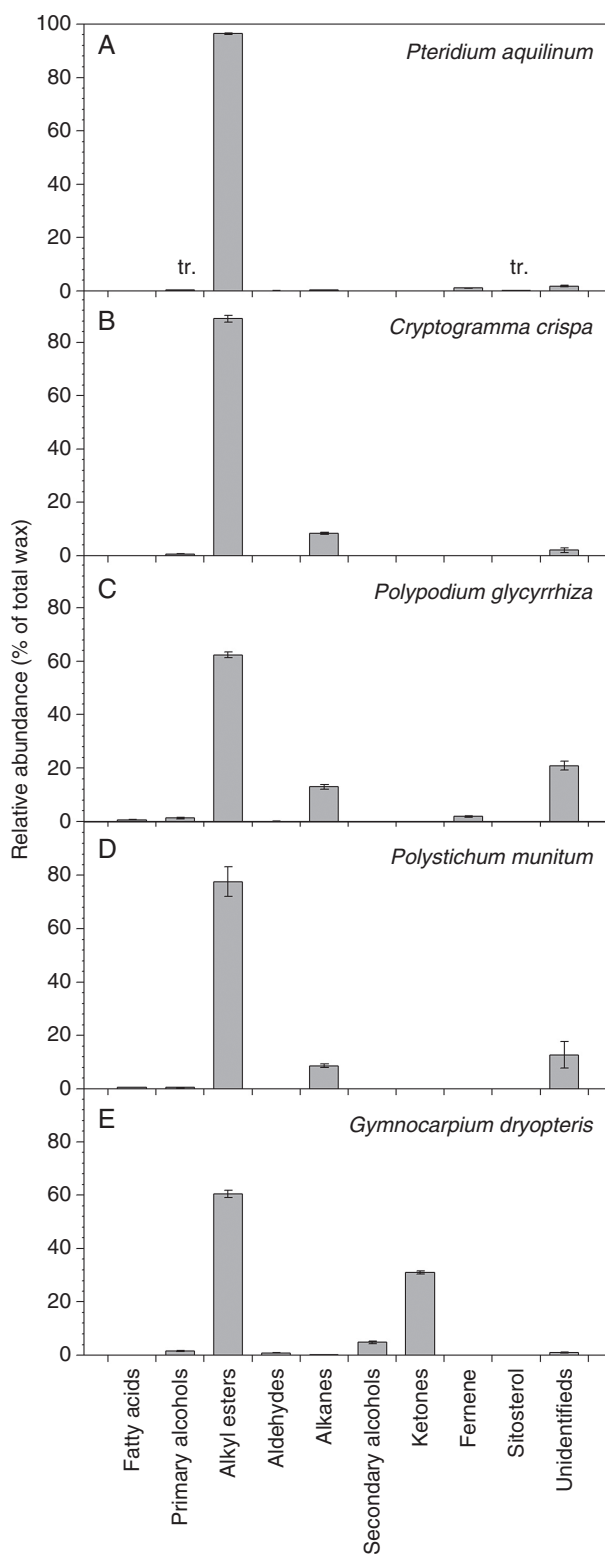 Relative abundance (% of total wax)
100
A
Pteridium aquilinum
80
60
40
20
tr.
tr.
0
B
Cryptogramma crispa
80
60
40
20
0
C
Polypodium glycyrrhiza
80
60
40
20
0
D
Polystichum munitum
80
60
40
20
0
E
Gymnocarpium dryopteris
80
60
40
20
0
Fatty acids
Primary alcohols
Alkyl esters
Aldehydes
Alkanes
Secondary alcohols
Ketones
Fernene
Sitosterol
Unidentifieds